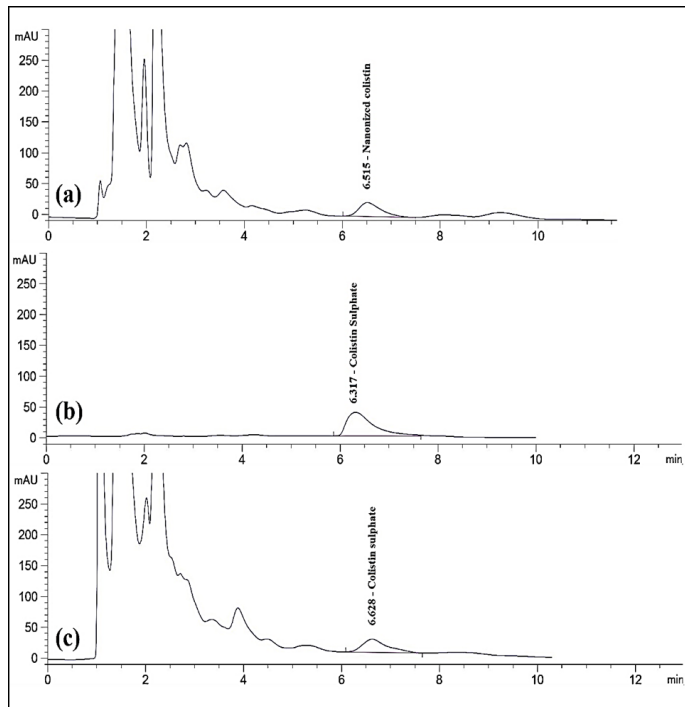 mAU
250
200
150
100
50
0
(a)
6.515 - Nanonized colistin
0 2 4 6 8 10
mAU
250
200
150
100
50
0
(b)
6.317 - Colistin Sulphate
0 2 4 6 8 10 12 min
mAU
250
200
150
100
50
0
(c)
6.628 - Colistin sulphate
0 2 4 6 8 10 12 min